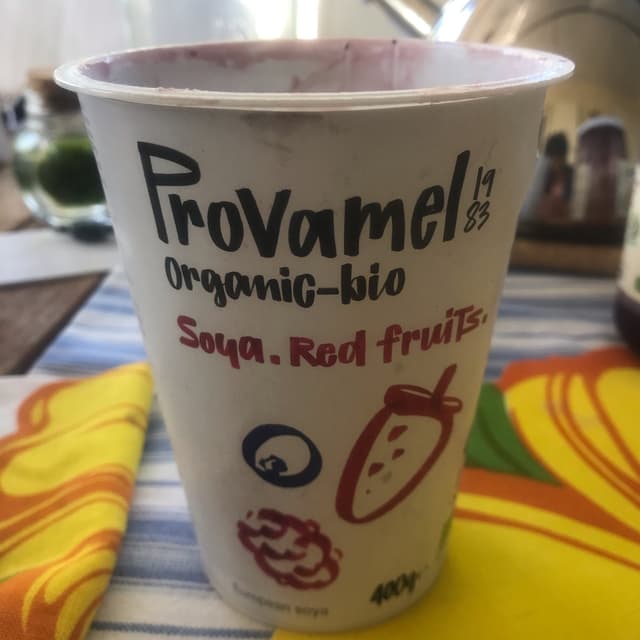 Provamel 19
83
organic-bio
Soya. Red fruits.
400g
European soya